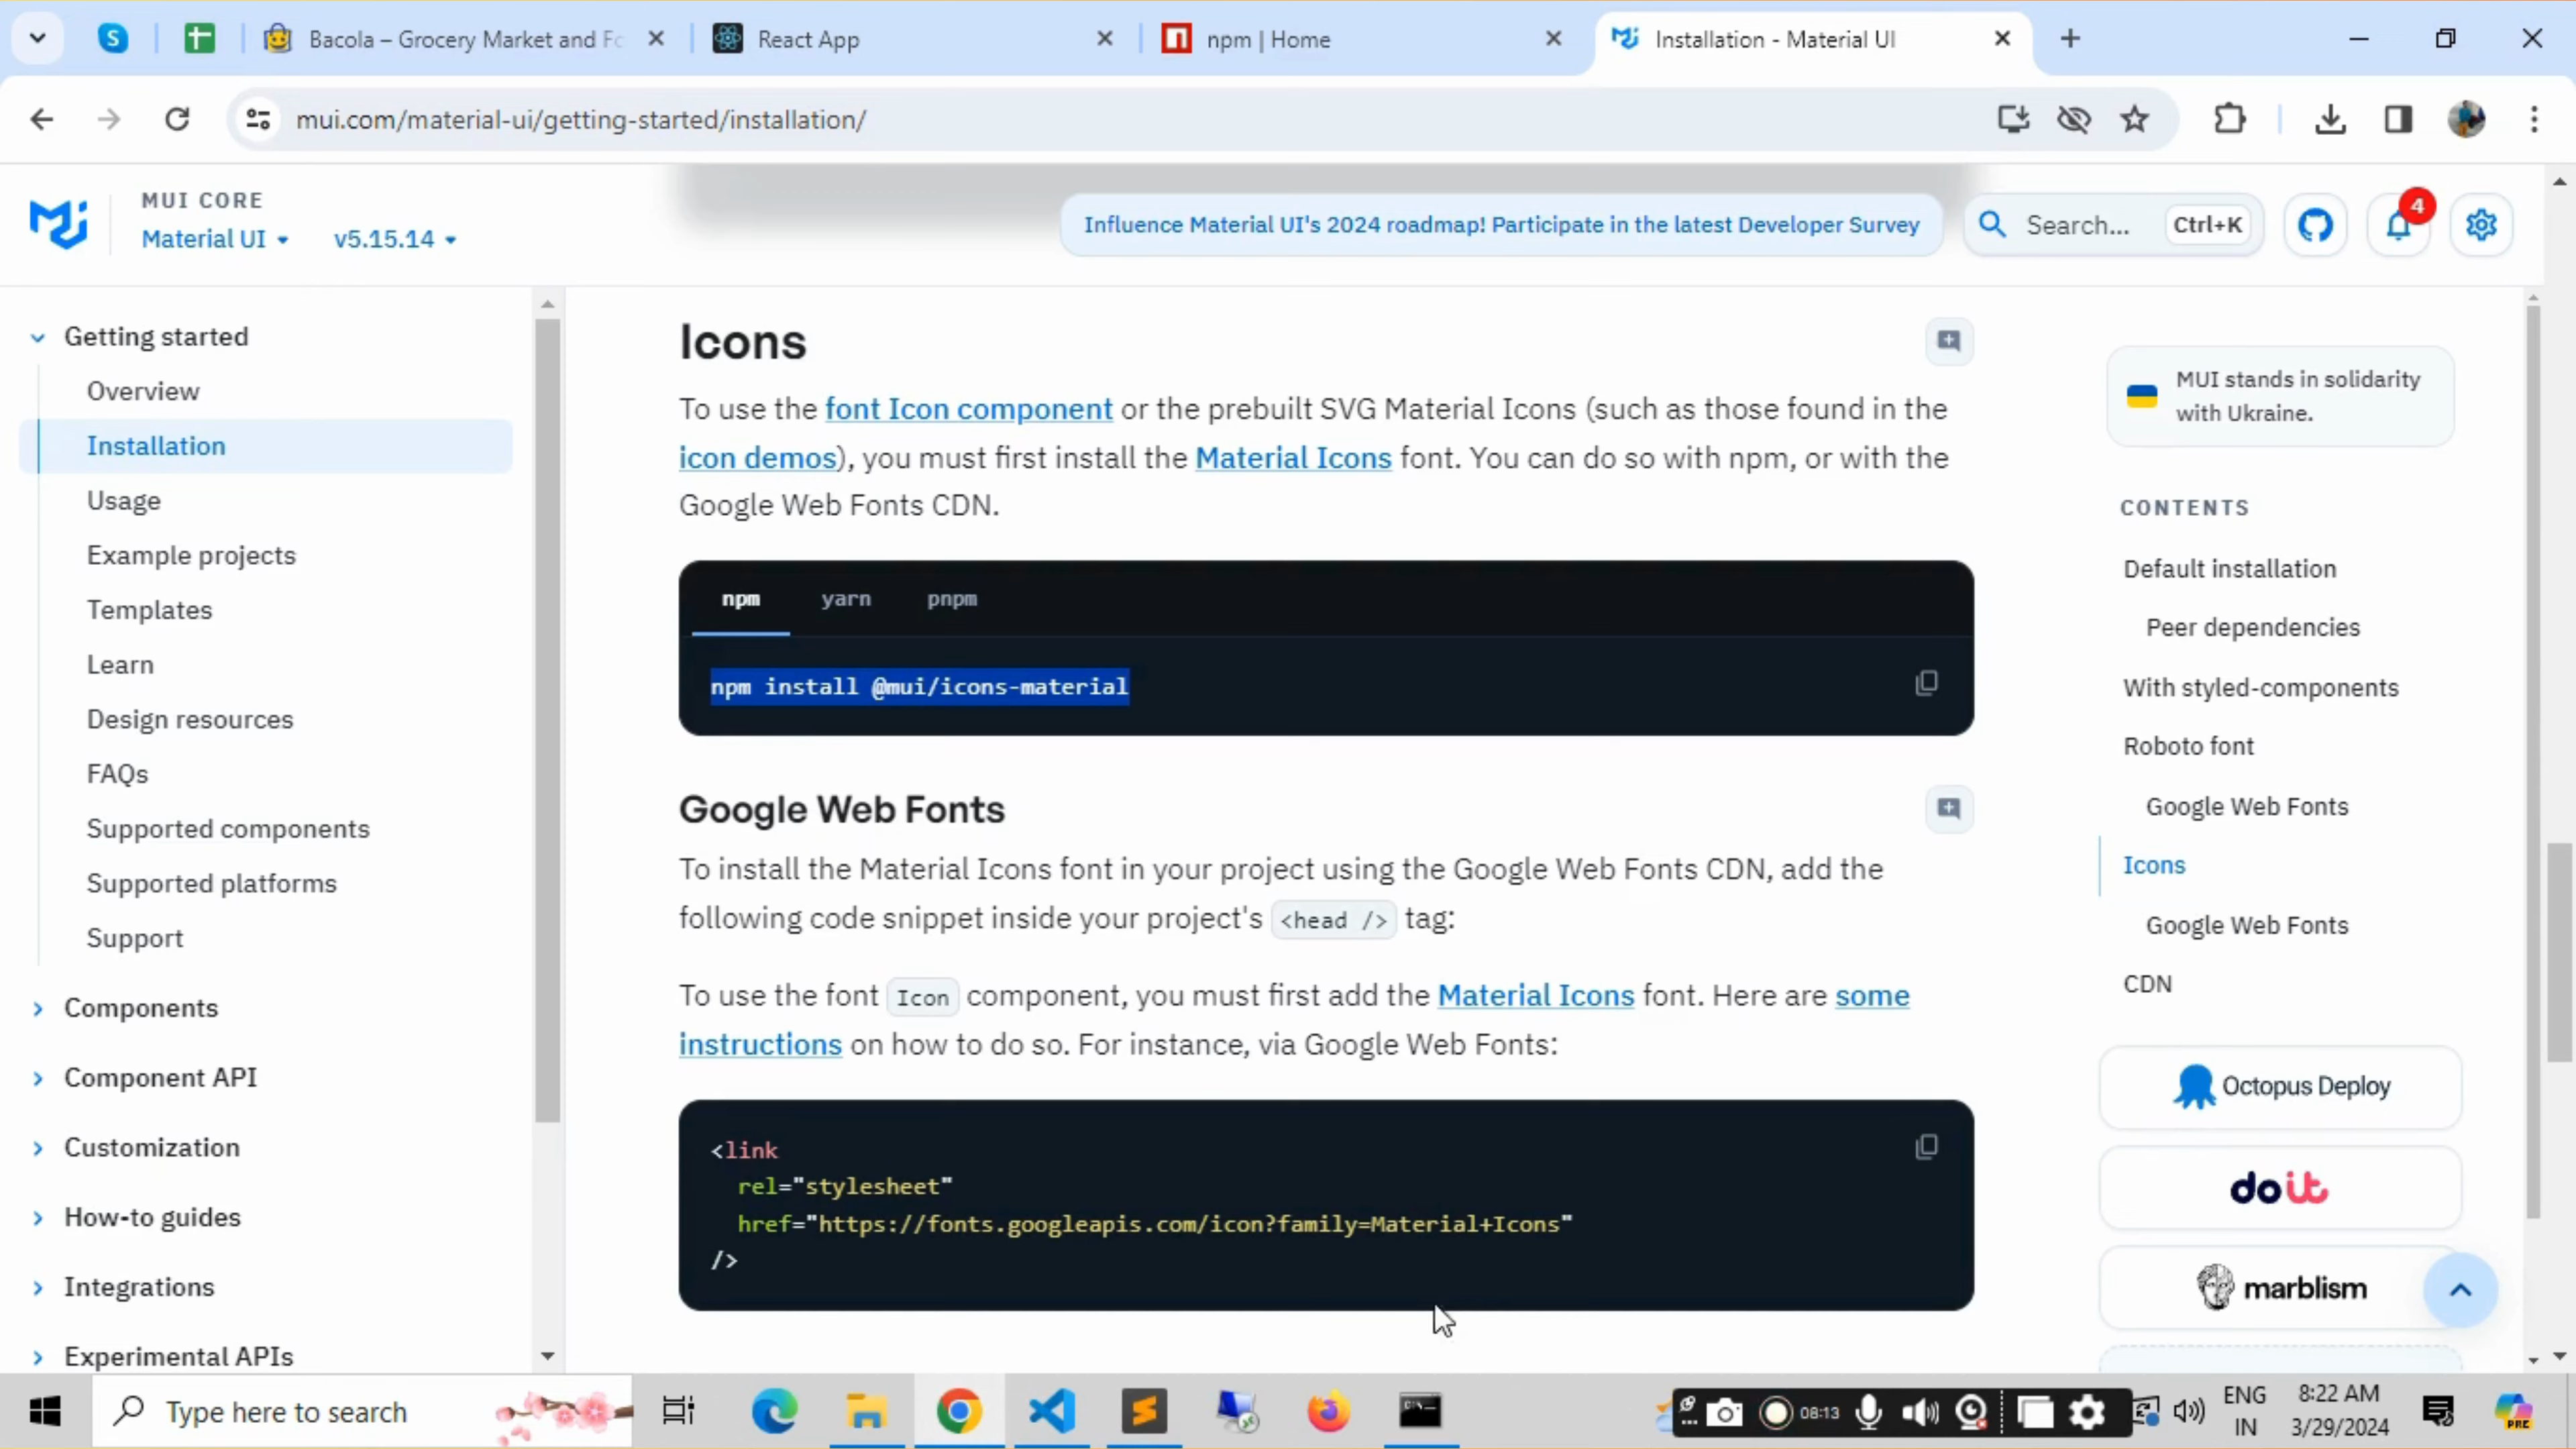 Bacola – Grocery Market and Fo
React App
npm | Home
Installation - Material UI
mui.com/material-ui/getting-started/installation/
MUI CORE
Material UI
v5.15.14
Influence Material UI's 2024 roadmap! Participate in the latest Developer Survey
Search...
Ctrl+K
4
Getting started
Overview
Installation
Usage
Example projects
Templates
Learn
Design resources
FAQs
Supported components
Supported platforms
Support
Components
Component API
Customization
How-to guides
Integrations
Experimental APIs
Icons
To use the font Icon component or the prebuilt SVG Material Icons (such as those found in the
icon demos), you must first install the Material Icons font. You can do so with npm, or with the
Google Web Fonts CDN.
npm yarn pnpm
npm install @mui/icons-material
Google Web Fonts
To install the Material Icons font in your project using the Google Web Fonts CDN, add the
following code snippet inside your project's <head /> tag:
To use the font Icon component, you must first add the Material Icons font. Here are some
instructions on how to do so. For instance, via Google Web Fonts:
<link
rel="stylesheet"
href="https://fonts.googleapis.com/icon?family=Material+Icons"
/>
MUI stands in solidarity
with Ukraine.
CONTENTS
Default installation
Peer dependencies
With styled-components
Roboto font
Google Web Fonts
Icons
Google Web Fonts
CDN
Octopus Deploy
doit
marblism
Type here to search
08:13
ENG
IN
8:22 AM
3/29/2024
PRE